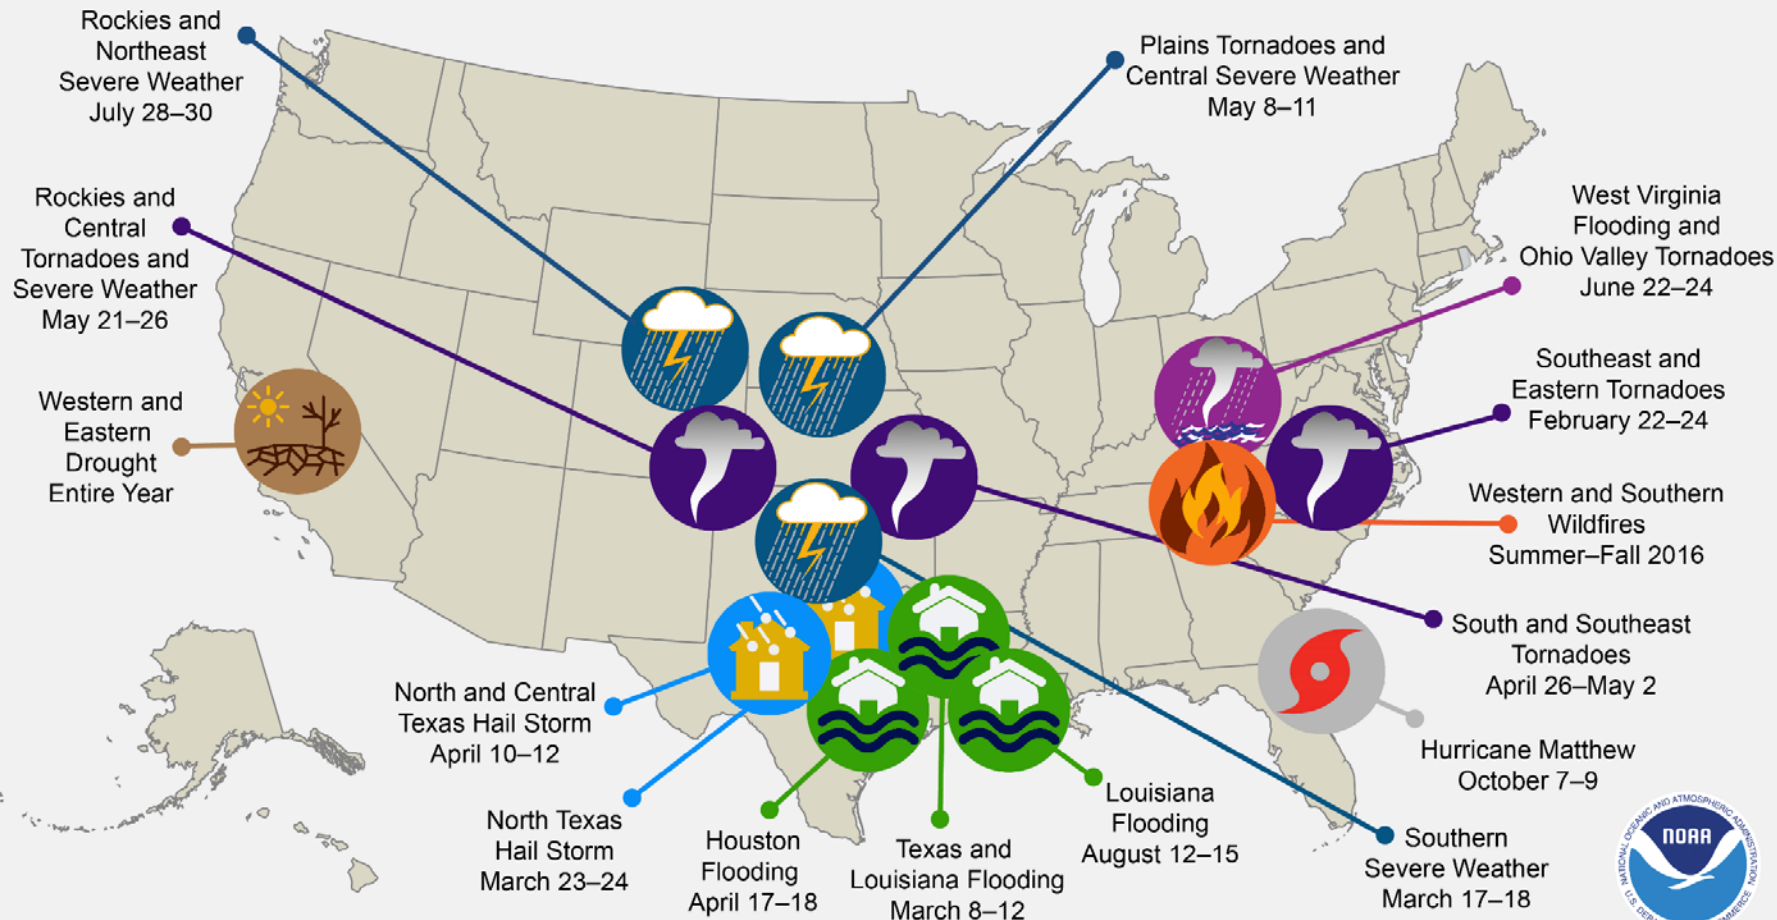 Rockies and
Northeast
Severe Weather
July 28–30
Plains Tornadoes and
Central Severe Weather
May 8–11
Rockies and
Central
Tornadoes and
Severe Weather
May 21–26
West Virginia
Flooding and
Ohio Valley Tornadoes
June 22–24
Western and
Eastern
Drought
Entire Year
Southeast and
Eastern Tornadoes
February 22–24
Western and Southern
Wildfires
Summer–Fall 2016
South and Southeast
Tornadoes
April 26–May 2
North and Central
Texas Hail Storm
April 10–12
Hurricane Matthew
October 7–9
North Texas
Hail Storm
March 23–24
Houston
Flooding
April 17–18
Texas and
Louisiana Flooding
March 8–12
Louisiana
Flooding
August 12–15
Southern
Severe Weather
March 17–18
NATIONAL OCEANIC AND ATMOSPHERIC ADMINISTRATION
NOAA